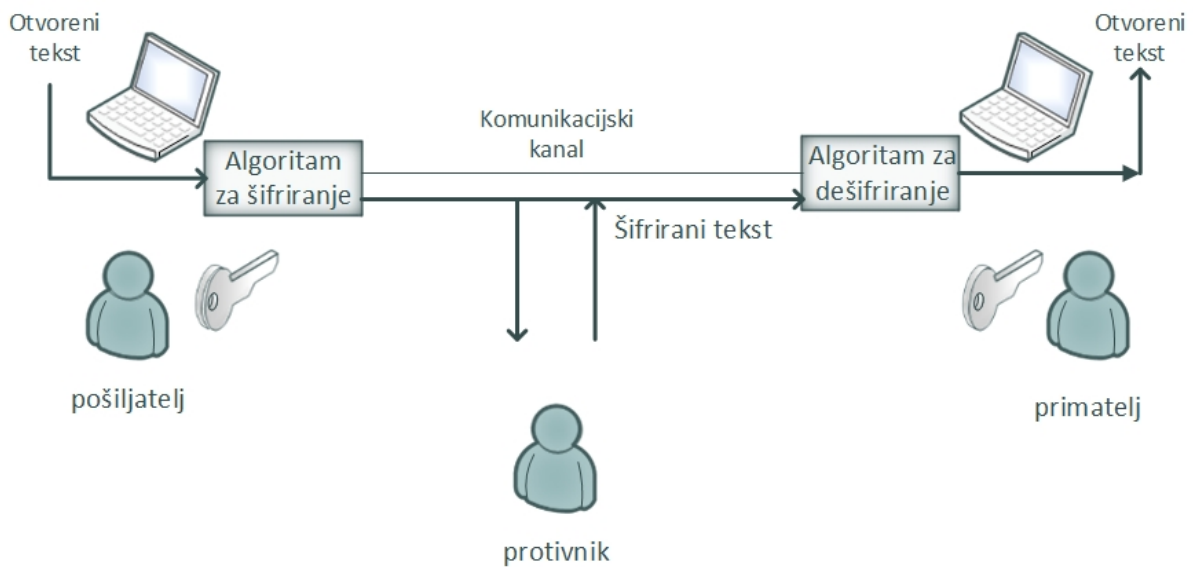 Otvoreni
tekst
Otvoreni
tekst
Komunikacijski
kanal
Algoritam
za šifriranje
Algoritam za
dešifriranje
Šifrirani tekst
pošiljatelj
primatelj
protivnik